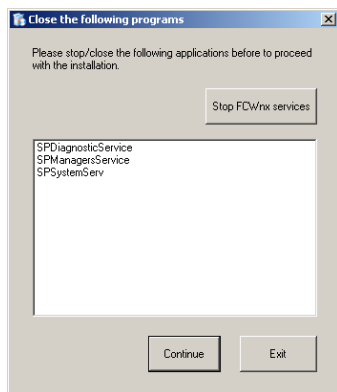 Close the following programs
Please stop/close the following applications before to proceed
with the installation.
Stop FCWnx services
SPDiagnosticService
SPManagersService
SPSystemServ
Continue
Exit